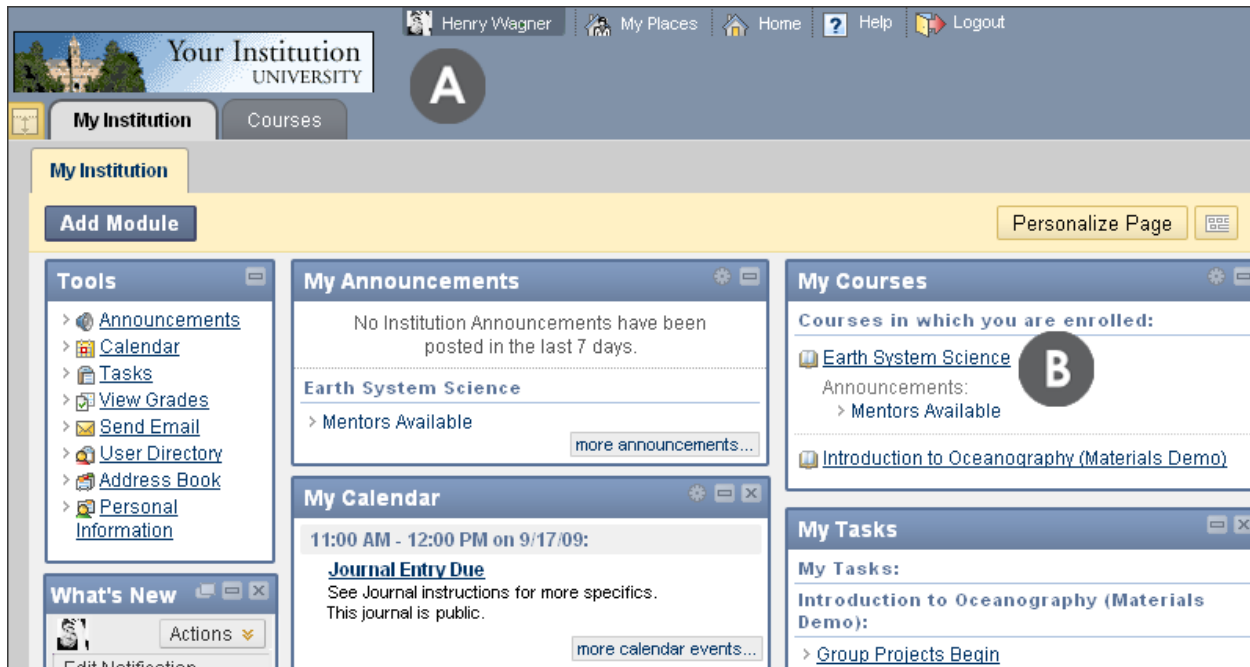 Henry Wagner My Places Home ? Help Logout
Your Institution
UNIVERSITY
A
My Institution Courses
My Institution
Add Module Personalize Page
Tools
Announcements
Calendar
Tasks
View Grades
Send Email
User Directory
Address Book
Personal
Information
What's New
Actions
Edit Notification
My Announcements
No Institution Announcements have been
posted in the last 7 days.
Earth System Science
> Mentors Available
more announcements...
My Calendar
11:00 AM - 12:00 PM on 9/17/09:
Journal Entry Due
See Journal instructions for more specifics.
This journal is public.
more calendar events...
My Courses
Courses in which you are enrolled:
Earth System Science
B
Announcements:
> Mentors Available
Introduction to Oceanography (Materials Demo)
My Tasks
My Tasks:
Introduction to Oceanography (Materials
Demo):
> Group Projects Begin